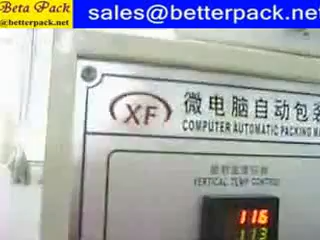 Beta Pack
@betterpack.net
sales@betterpack.net
XF
微电脑自动包装
COMPUTER AUTOMATIC PACKING MA
VERTICAL TEMP CONTROL
116
113